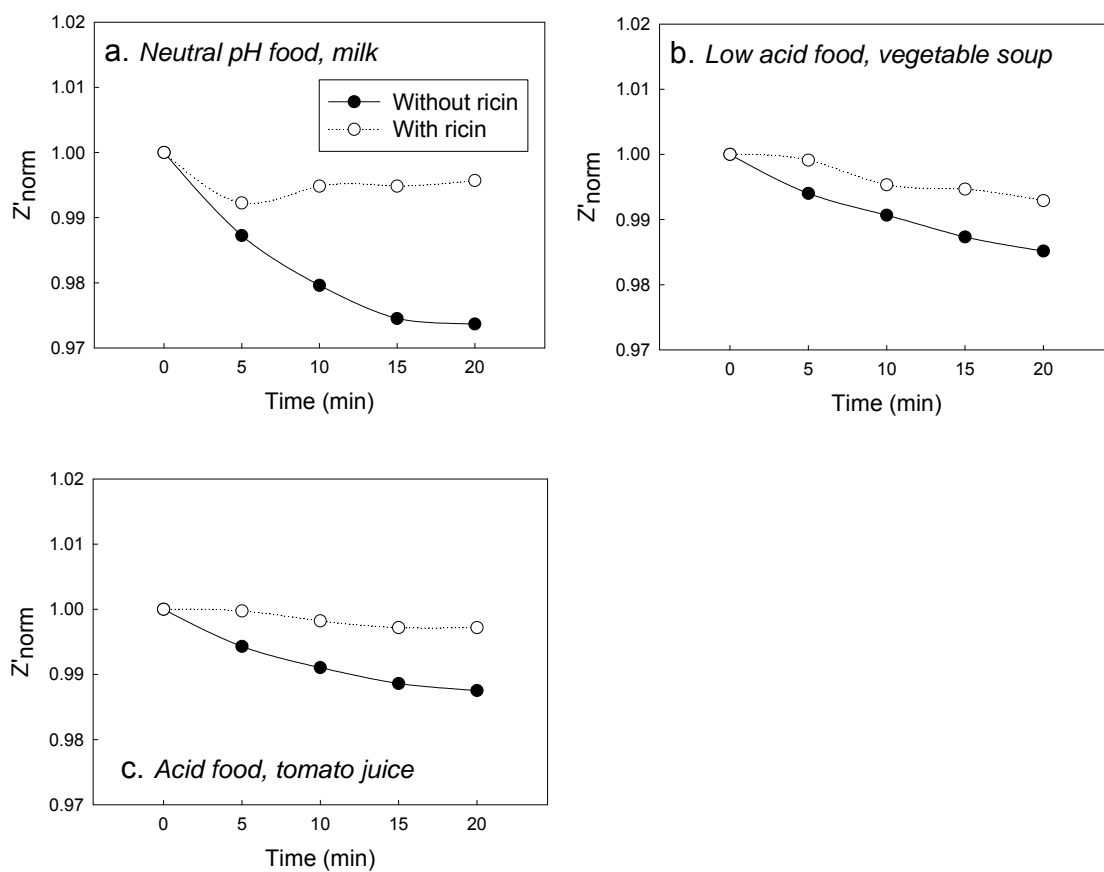 a. Neutral pH food, milk
Without ricin
With ricin
1.02
1.01
1.00
0.99
0.98
0.97
Z'norm
0 5 10 15 20
Time (min)
b. Low acid food, vegetable soup
1.02
1.01
1.00
0.99
0.98
0.97
Z'norm
0 5 10 15 20
Time (min)
c. Acid food, tomato juice
1.02
1.01
1.00
0.99
0.98
0.97
Z'norm
0 5 10 15 20
Time (min)